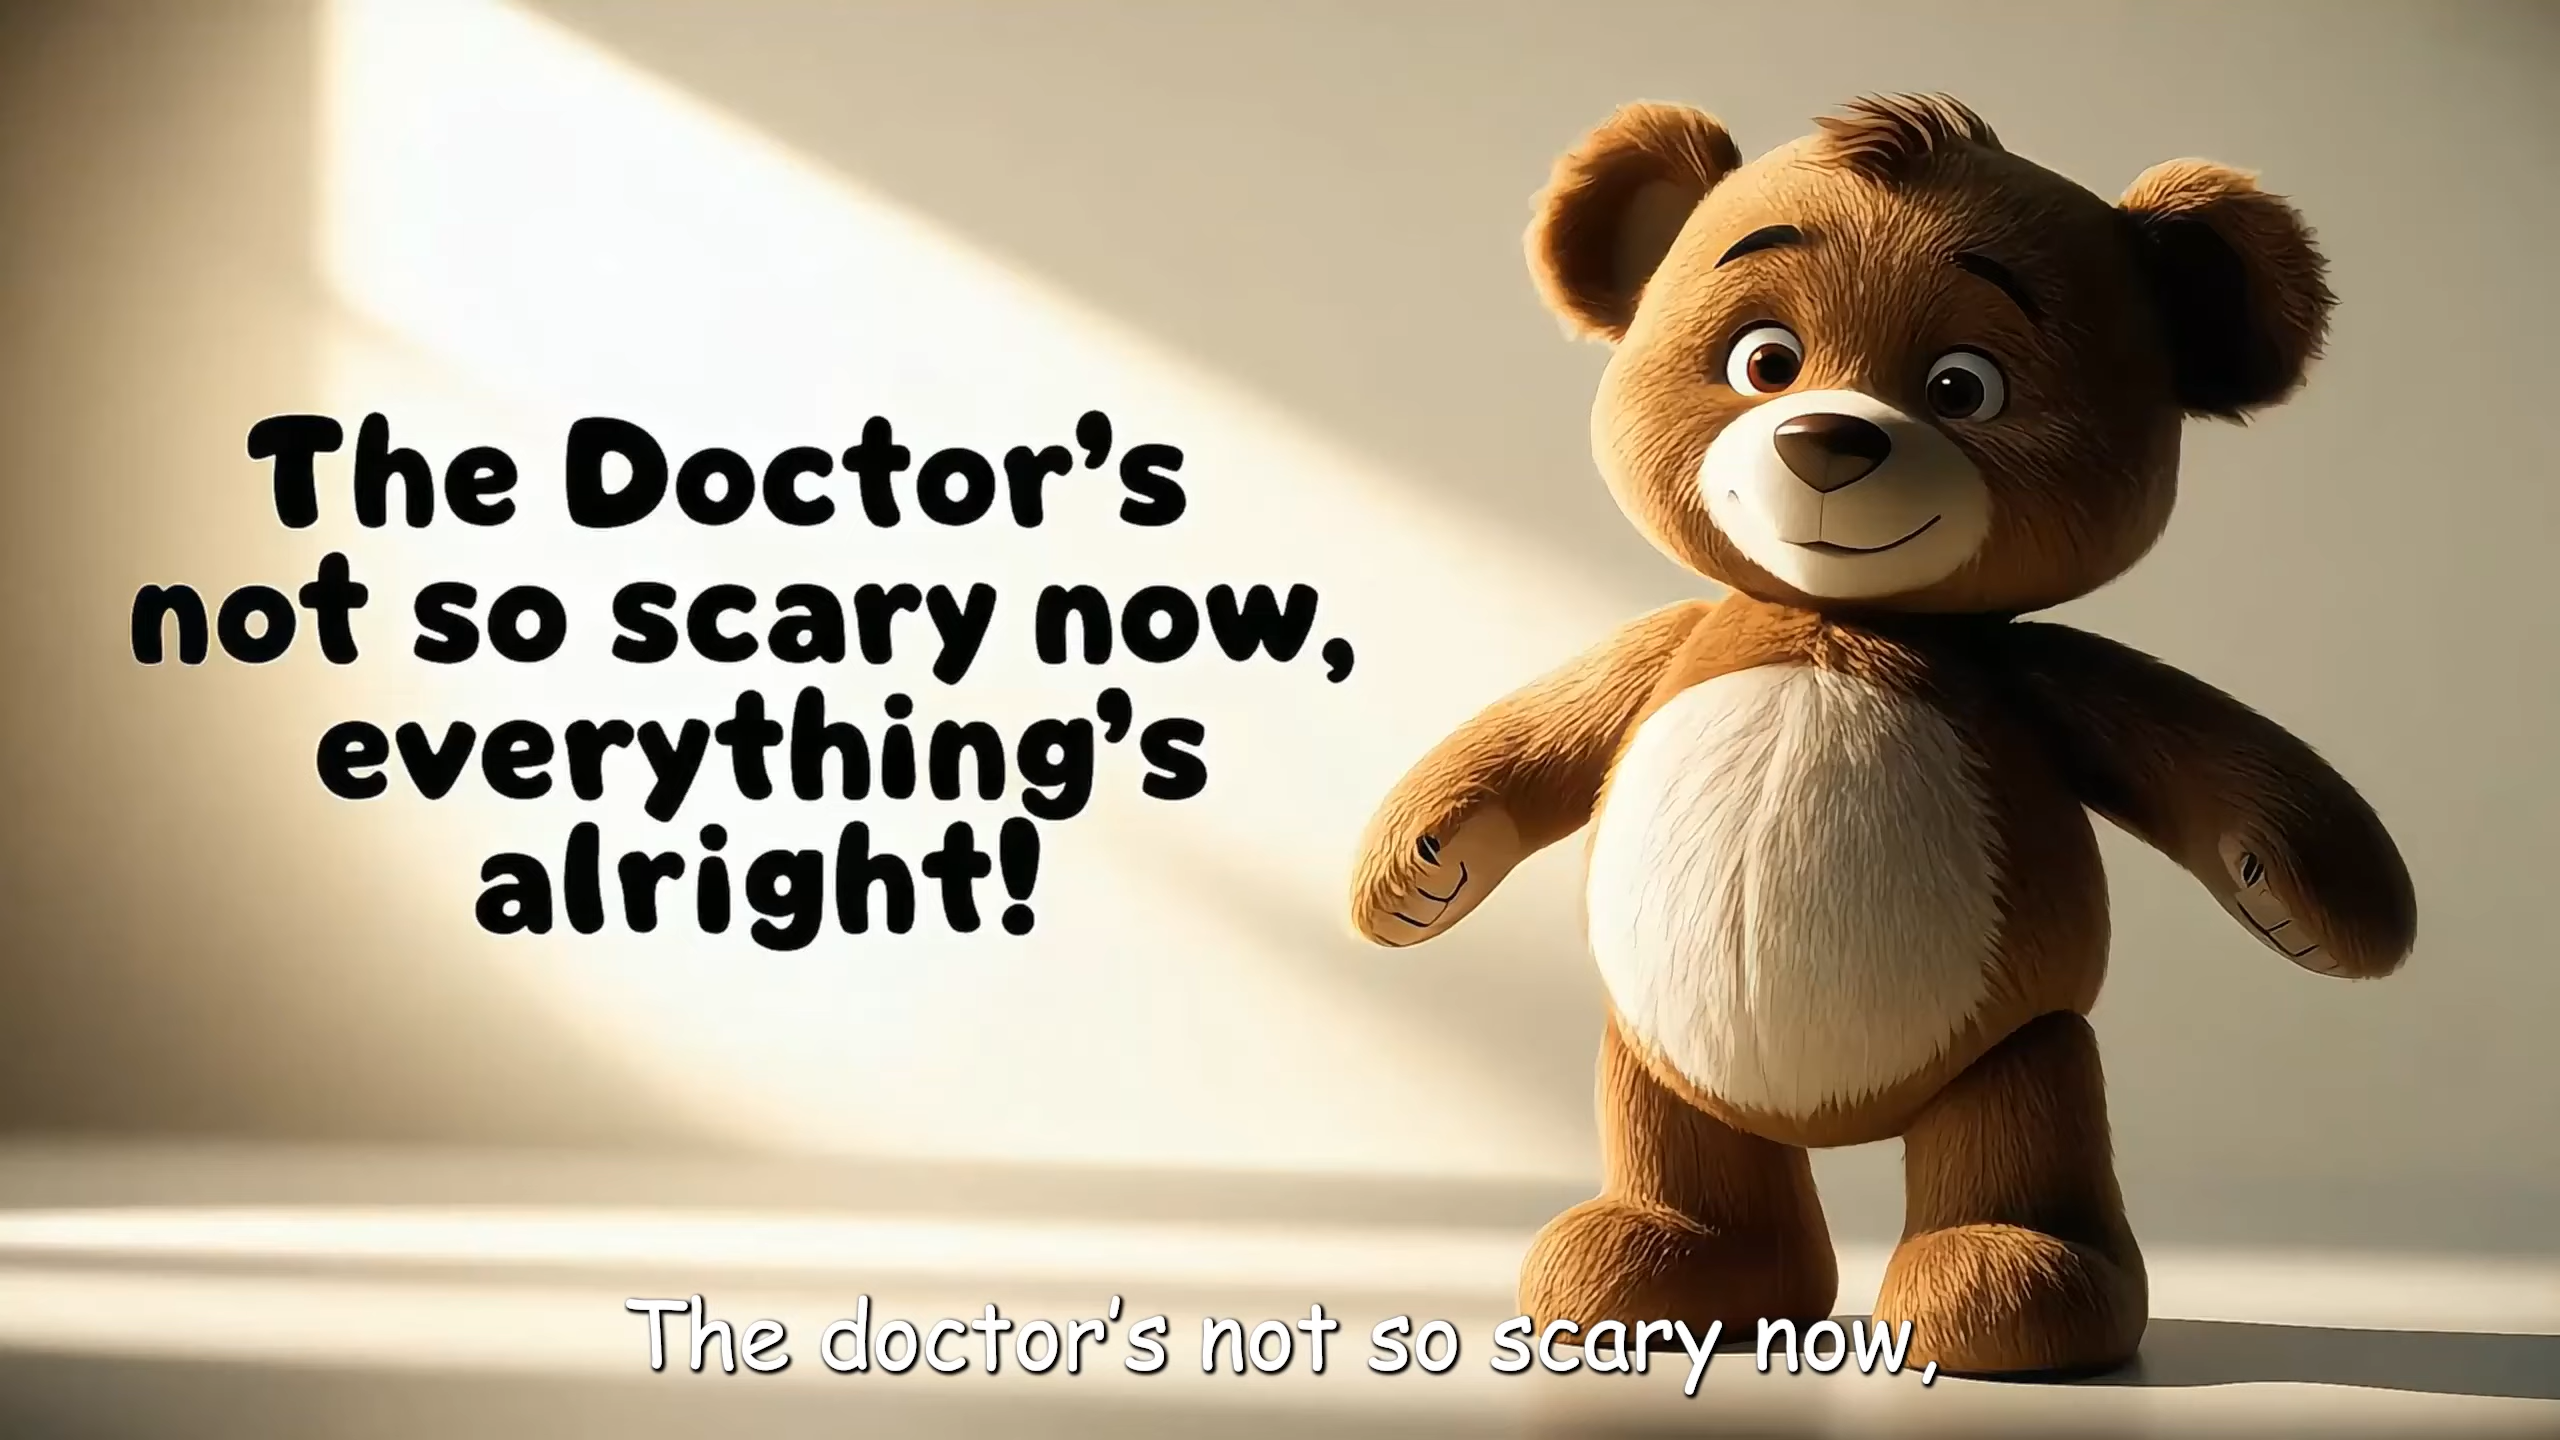 The Doctor’s
not so scary now,
everything’s
alright!
The doctor’s not so scary now,